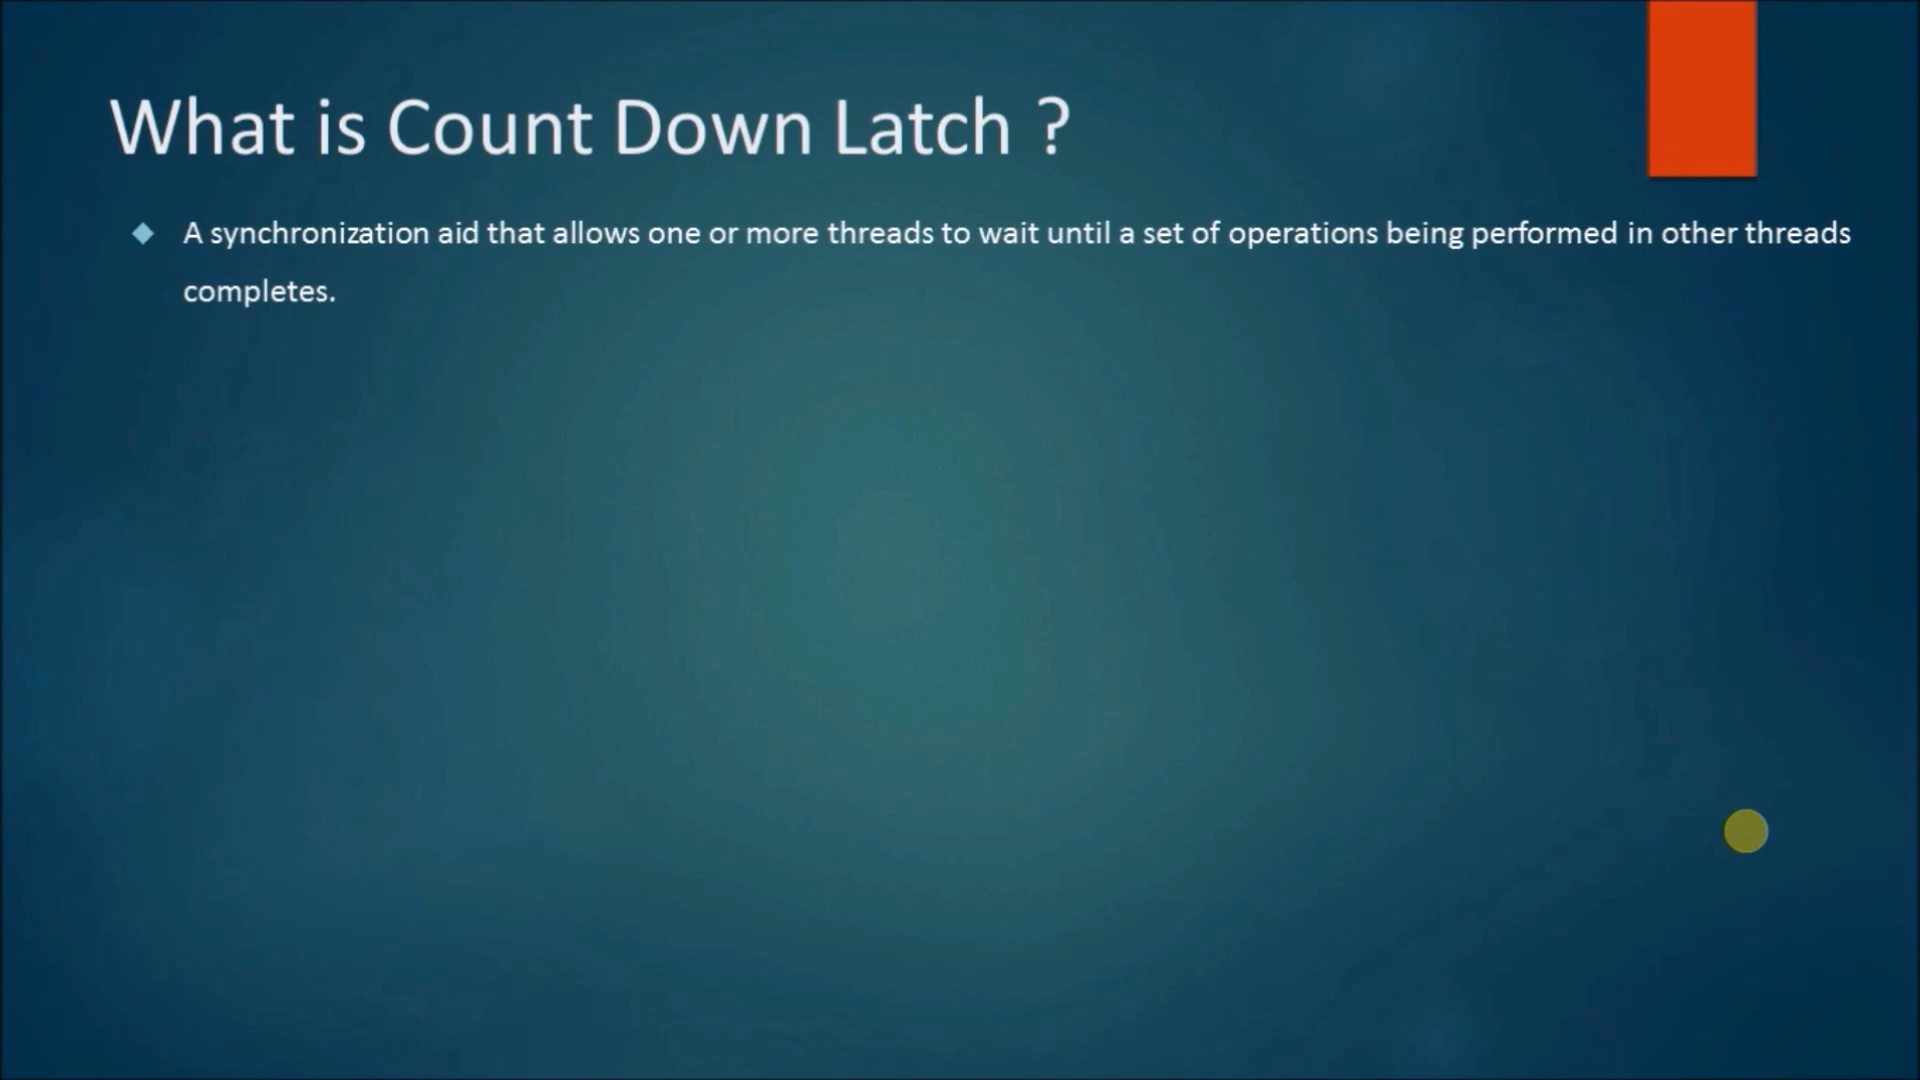 What is Count Down Latch ?
A synchronization aid that allows one or more threads to wait until a set of operations being performed in other threads
completes.